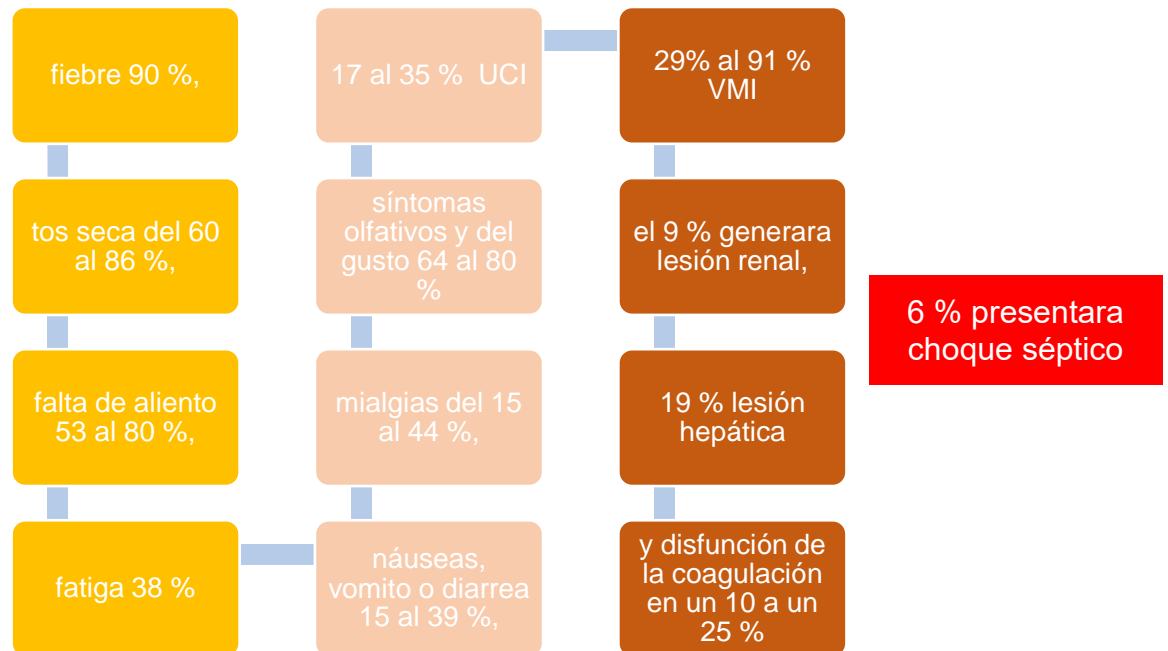 fiebre 90 %,
tos seca del 60
al 86 %,
falta de aliento
53 al 80 %,
fatiga 38 %
náuseas,
vomito o diarrea
15 al 39 %,
mialgias del 15
al 44 %,
síntomas
olfativos y del
gusto 64 al 80
%
17 al 35 % UCI
29% al 91 %
VMI
el 9 % generara
lesión renal,
19 % lesión
hepática
y disfunción de
la coagulación
en un 10 a un
25 %
6 % presentara
choque séptico